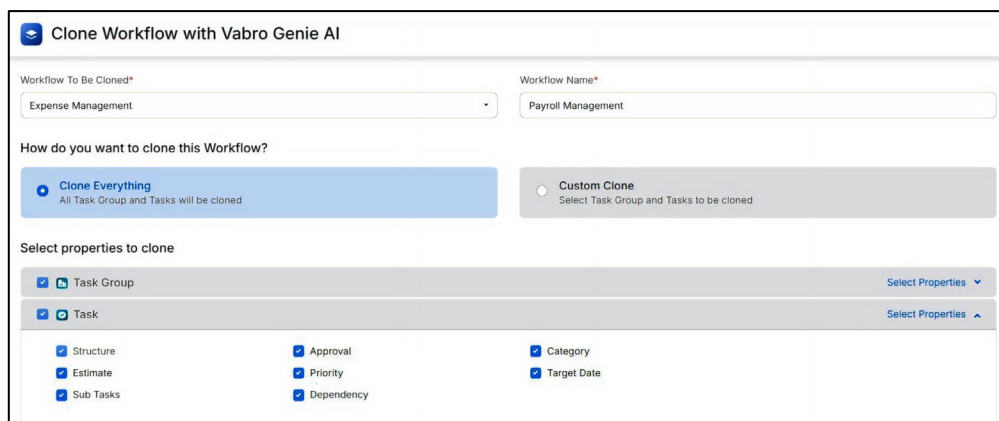 Clone Workflow with Vabro Genie AI
Workflow To Be Cloned* Workflow Name*
Expense Management Payroll Management
How do you want to clone this Workflow?
Clone Everything Custom Clone
All Task Group and Tasks will be cloned Select Task Group and Tasks to be cloned
Select properties to clone
Task Group Select Properties
Task Select Properties
Structure Approval Category
Estimate Priority Target Date
Sub Tasks Dependency